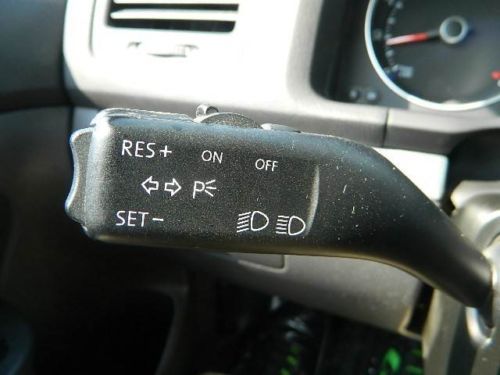 RES+ ON OFF
P
SET-